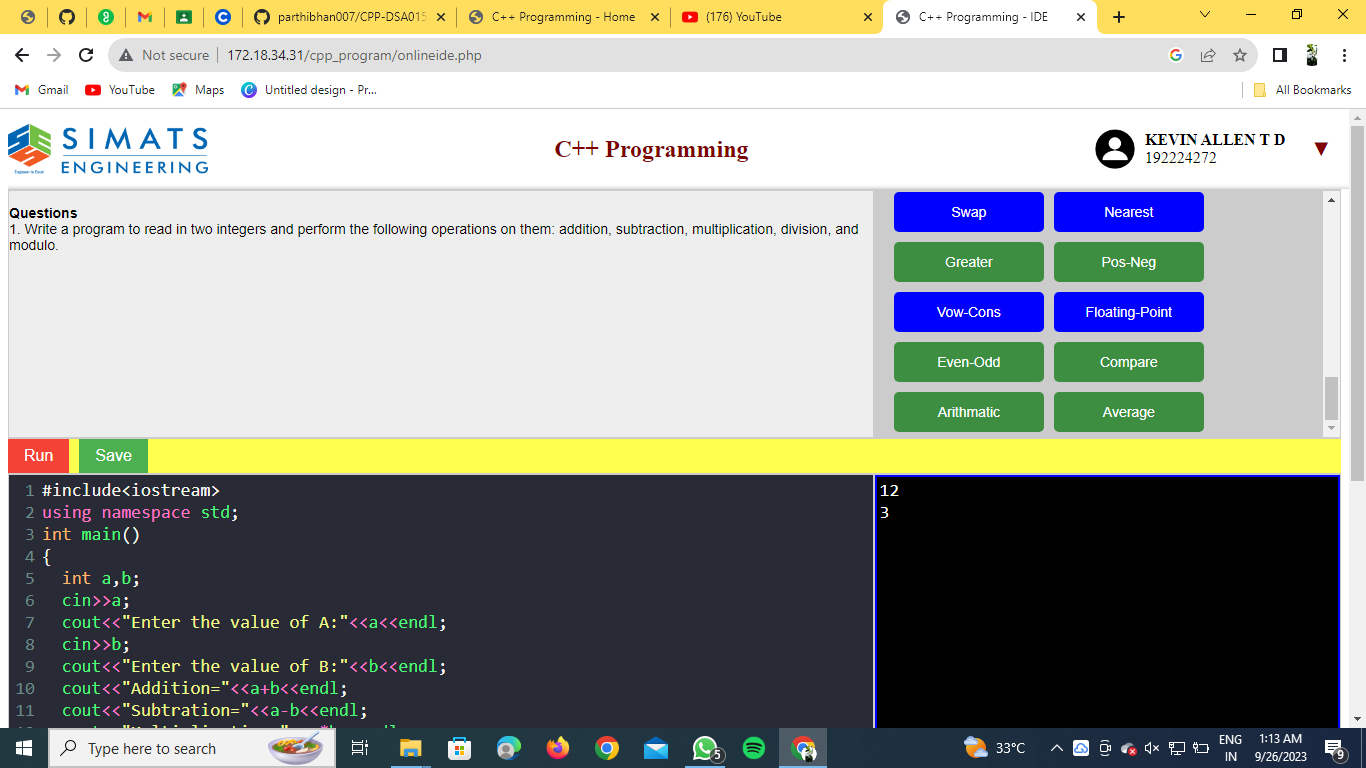 parthibhan007/CPP-DSA015
C++ Programming - Home
(176) YouTube
C++ Programming - IDE
Not secure
172.18.34.31/cpp_program/onlineide.php
Gmail
YouTube
Maps
Untitled design - Pr...
All Bookmarks
SIMATS
ENGINEERING
Engineer to Excel
C++ Programming
KEVIN ALLEN T D
192224272
Questions
1. Write a program to read in two integers and perform the following operations on them: addition, subtraction, multiplication, division, and
modulo.
Swap
Nearest
Greater
Pos-Neg
Vow-Cons
Floating-Point
Even-Odd
Compare
Arithmatic
Average
Run
Save
1 #include<iostream>
2 using namespace std;
3 int main()
4 {
5 int a,b;
6 cin>>a;
7 cout<<"Enter the value of A:"<<a<<endl;
8 cin>>b;
9 cout<<"Enter the value of B:"<<b<<endl;
10 cout<<"Addition="<<a+b<<endl;
11 cout<<"Subtration="<<a-b<<endl;
12
3
Type here to search
5
33°C
ENG
IN
1:13 AM
9/26/2023
9